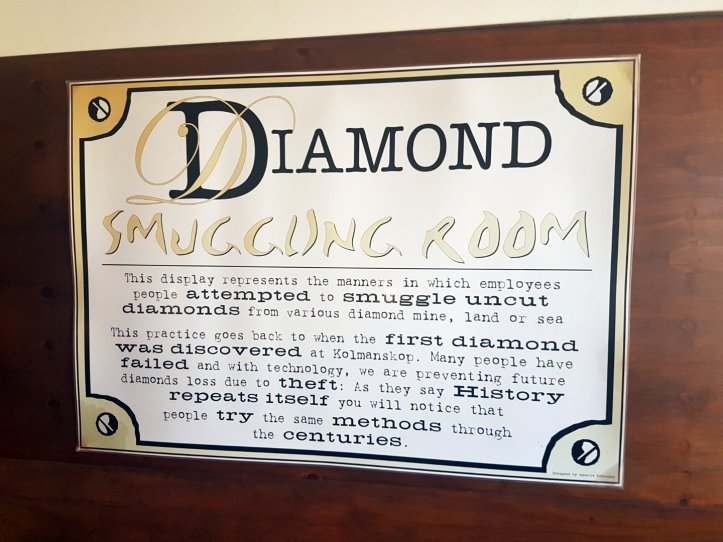 DIAMOND
SMUGGLING ROOM
This display represents the manners in which employees
people attempted to smuggle uncut
diamonds from various diamond mine, land or sea
This practice goes back to when the first diamond
was discovered at Kolmanskop. Many people have
failed and with technology, we are preventing future
diamonds loss due to theft: As they say History
repeats itself you will notice that
people try the same methods through
the centuries.
Designed by